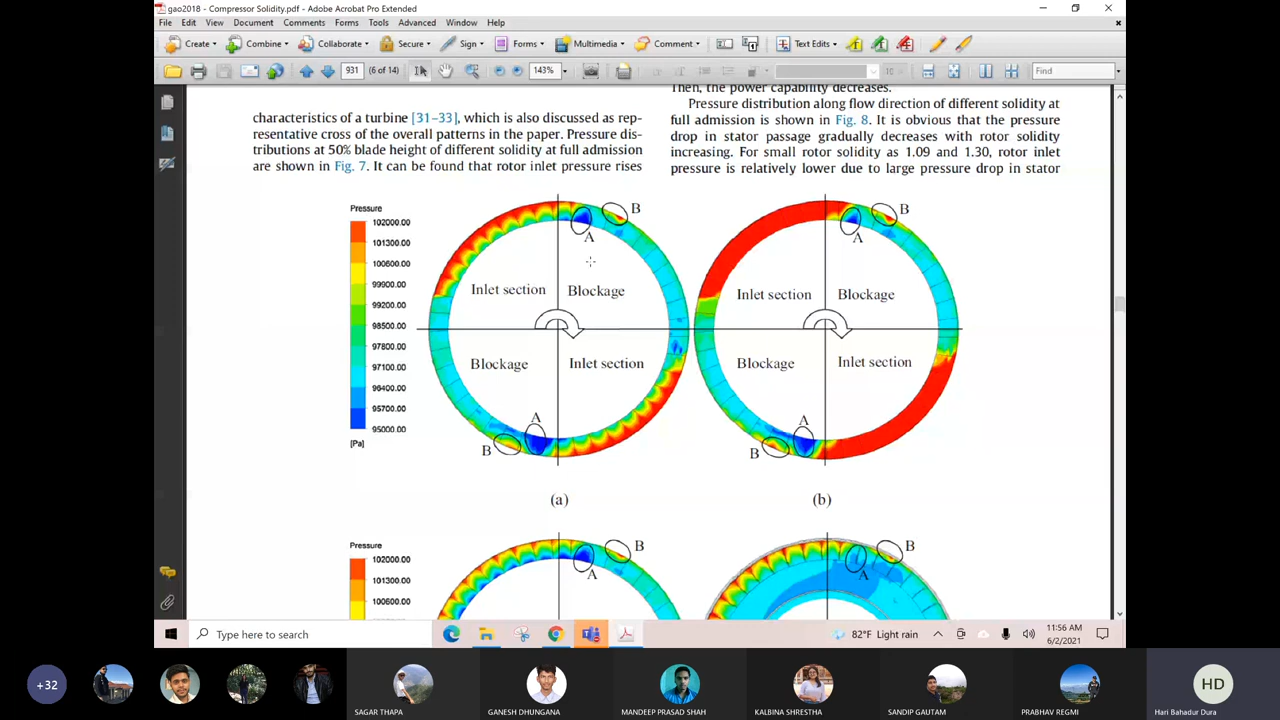 gao2018 - Compressor Solidity.pdf - Adobe Acrobat Pro Extended
File Edit View Document Comments Forms Tools Advanced Window Help
Create Combine Collaborate Secure Sign Forms Multimedia Comment Text Edits
931 (6 of 14) 143% Find
characteristics of a turbine [31–33], which is also discussed as rep-
resentative cross of the overall patterns in the paper. Pressure dis-
tributions at 50% blade height of different solidity at full admission
are shown in Fig. 7. It can be found that rotor inlet pressure rises
Then, the power capability decreases.
Pressure distribution along flow direction of different solidity at
full admission is shown in Fig. 8. It is obvious that the pressure
drop in stator passage gradually decreases with rotor solidity
increasing. For small rotor solidity as 1.09 and 1.30, rotor inlet
pressure is relatively lower due to large pressure drop in stator
Pressure
102000.00
101300.00
100600.00
99900.00
99200.00
98500.00
97800.00
97100.00
96400.00
95700.00
95000.00
[Pa]
B
A
Inlet section
Blockage
Blockage
Inlet section
A
B
(a)
B
A
Inlet section
Blockage
Blockage
Inlet section
A
B
(b)
Pressure
102000.00
101300.00
100600.00
B
A
B
A
Type here to search
82°F Light rain
11:56 AM
6/2/2021
+32
SAGAR THAPA
GANESH DHUNGANA
MANDEEP PRASAD SHAH
KALBINA SHRESTHA
SANDIP GAUTAM
PRABHAV REGMI
HD
Hari Bahadur Dura